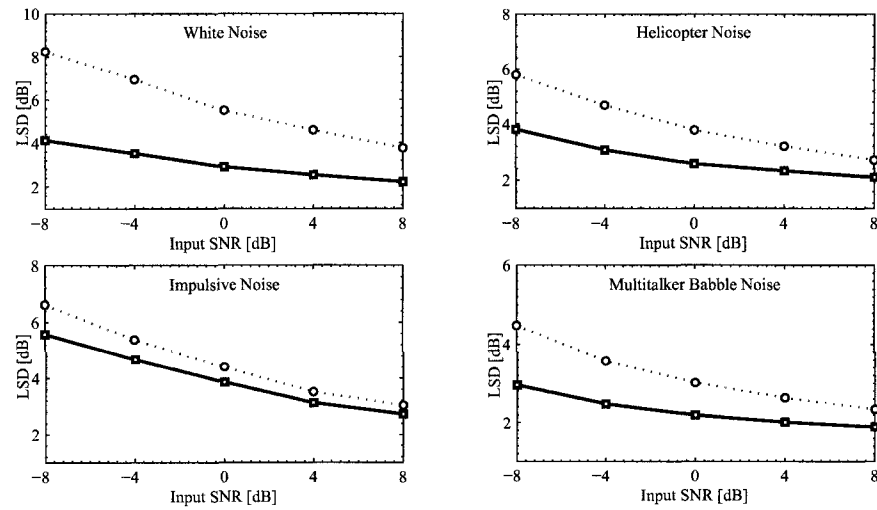 White Noise
10
8
6
4
2
LSD [dB]
−8 −4 0 4 8
Input SNR [dB]
Helicopter Noise
8
6
4
2
LSD [dB]
−8 −4 0 4 8
Input SNR [dB]
Impulsive Noise
8
6
4
2
LSD [dB]
−8 −4 0 4 8
Input SNR [dB]
Multitalker Babble Noise
6
4
2
LSD [dB]
−8 −4 0 4 8
Input SNR [dB]